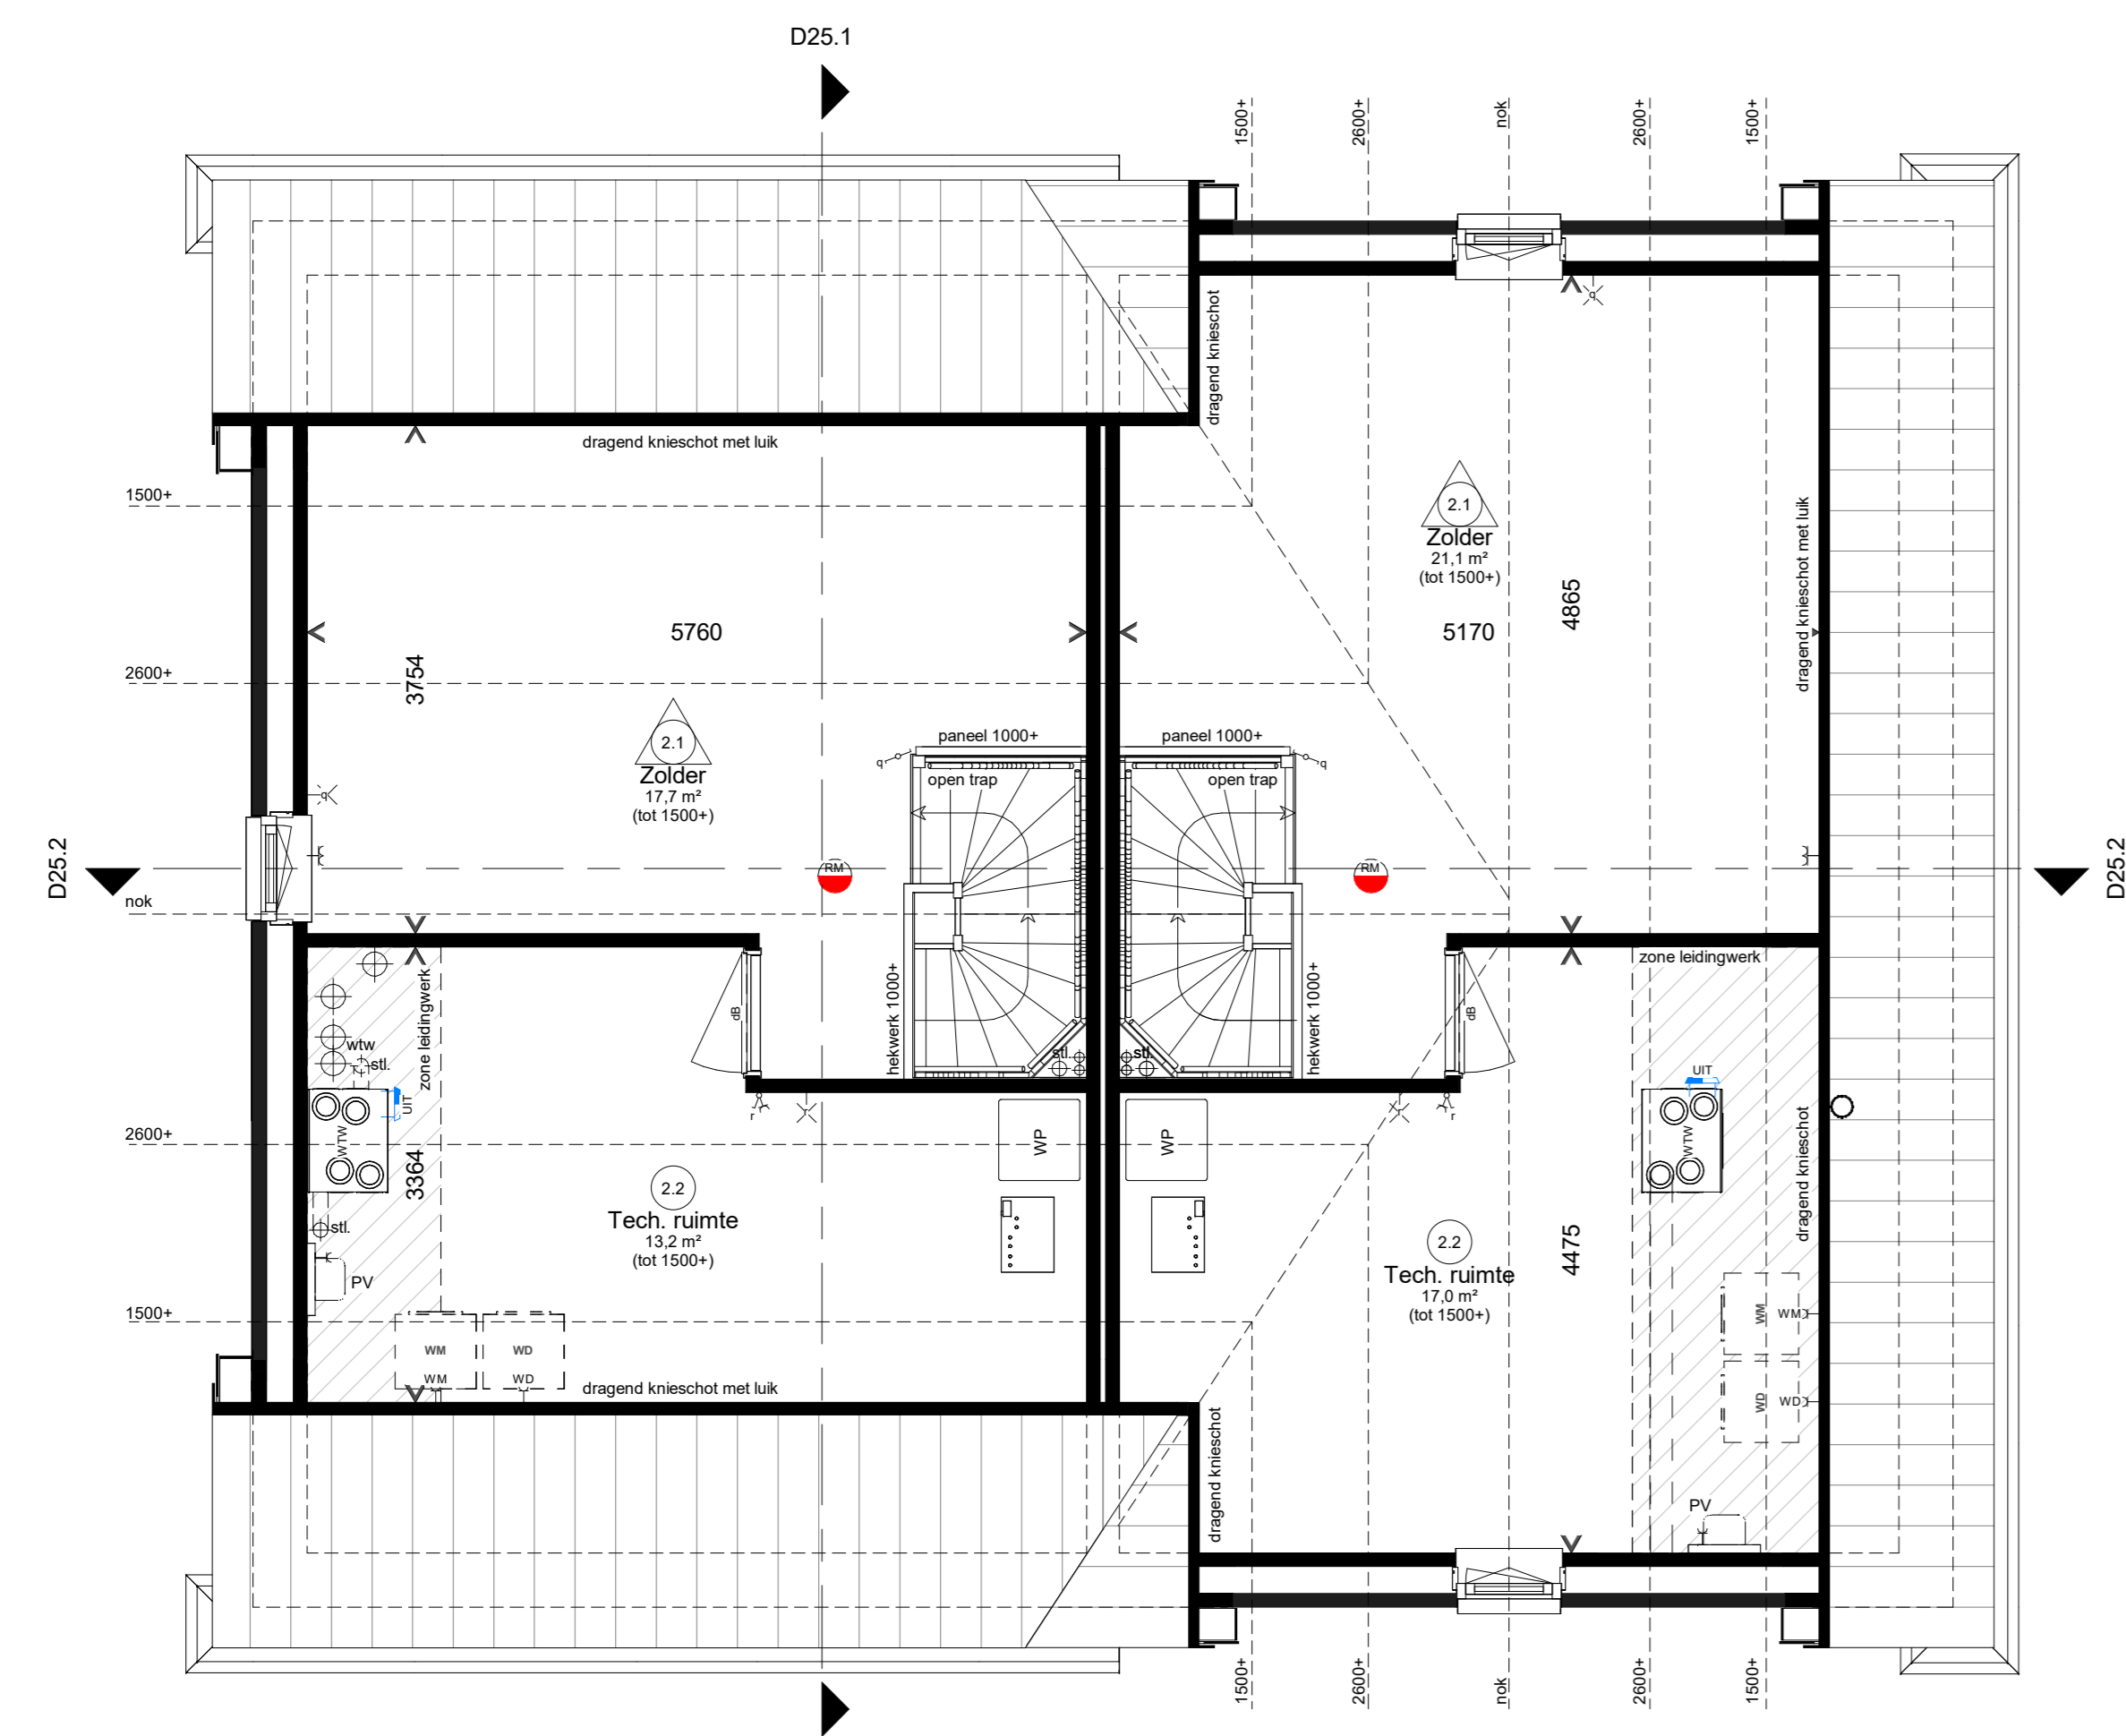 D25.1
1500+
2600+
nok
2600+
1500+
dragend knieschot
dragend knieschot met luik
q
1500+
2.1
Zolder
21,1 m²
(tot 1500+)
dragend knieschot met luik
4865
5760
5170
3754
2600+
2.1
Zolder
17,7 m²
(tot 1500+)
paneel 1000+
paneel 1000+
q
q
open trap
open trap
q
D25.2
RM
RM
D25.2
nok
zone leidingwerk
zone leidingwerk
hekwerk 1000+
hekwerk 1000+
dB
dB
wtw
stl.
stl.
stl.
UIT
UIT
r
r
r
r
WTW
WTW
2600+
WP
WP
dragend knieschot
3364
2.2
Tech. ruimte
13,2 m²
(tot 1500+)
stl.
PV
4475
2.2
Tech. ruimte
17,0 m²
(tot 1500+)
1500+
WM
WD
WM
WD
WM
WM
WD
WD
dragend knieschot met luik
dragend knieschot
PV
1500+
2600+
nok
2600+
1500+